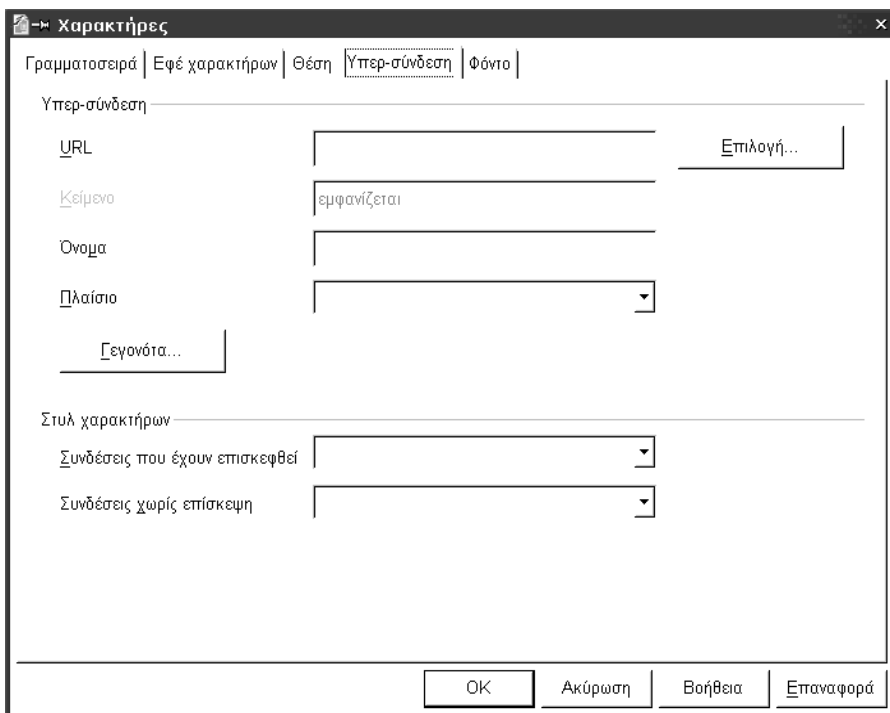 Χαρακτήρες
Γραμματοσειρά Εφέ χαρακτήρων Θέση Υπερ-σύνδεση Φόντο
Υπερ-σύνδεση
URL Επιλογή...
Κείμενο εμφανίζεται
Όνομα
Πλαίσιο
Γεγονότα...
Στυλ χαρακτήρων
Συνδέσεις που έχουν επισκεφθεί
Συνδέσεις χωρίς επίσκεψη
OK Ακύρωση Βοήθεια Επαναφορά